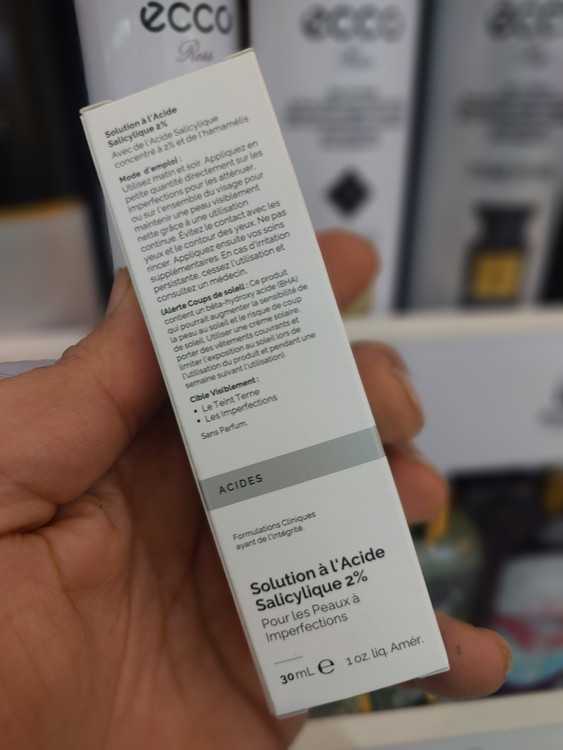 ecco
Ross
ecco
ecco
Solution à l'Acide
Salicylique 2%
Avec de l'Acide Salicylique
concentré à 2% et de l'hamamélis
Mode d'emploi :
Utilisez matin et soir. Appliquez en
petite quantité directement sur les
imperfections pour les atténuer,
ou sur l'ensemble du visage pour
maintenir une peau visiblement
nette grâce à une utilisation
continue. Evitez le contact avec les
yeux et le contour des yeux. Ne pas
rincer. Appliquez ensuite vos soins
supplémentaires. En cas d'irritation
persistante, cessez l'utilisation et
consultez un médecin.
(Alerte Coups de soleil : Ce produit
contient un bêta-hydroxy acide (BHA)
qui pourrait augmenter la sensibilité de
la peau au soleil et le risque de coup
de soleil. Utiliser une crème solaire,
porter des vêtements couvrants et
limiter l'exposition au soleil lors de
l'utilisation du produit et pendant une
semaine suivant l'utilisation).
Cible Visiblement :
• Le Teint Terne
• Les Imperfections
Sans Parfum.
ACIDES
Formulations Cliniques
ayant de l'intégrité.
Solution à l'Acide
Salicylique 2%
Pour les Peaux à
Imperfections
30 mL ℮ 1 oz. liq. Amér.